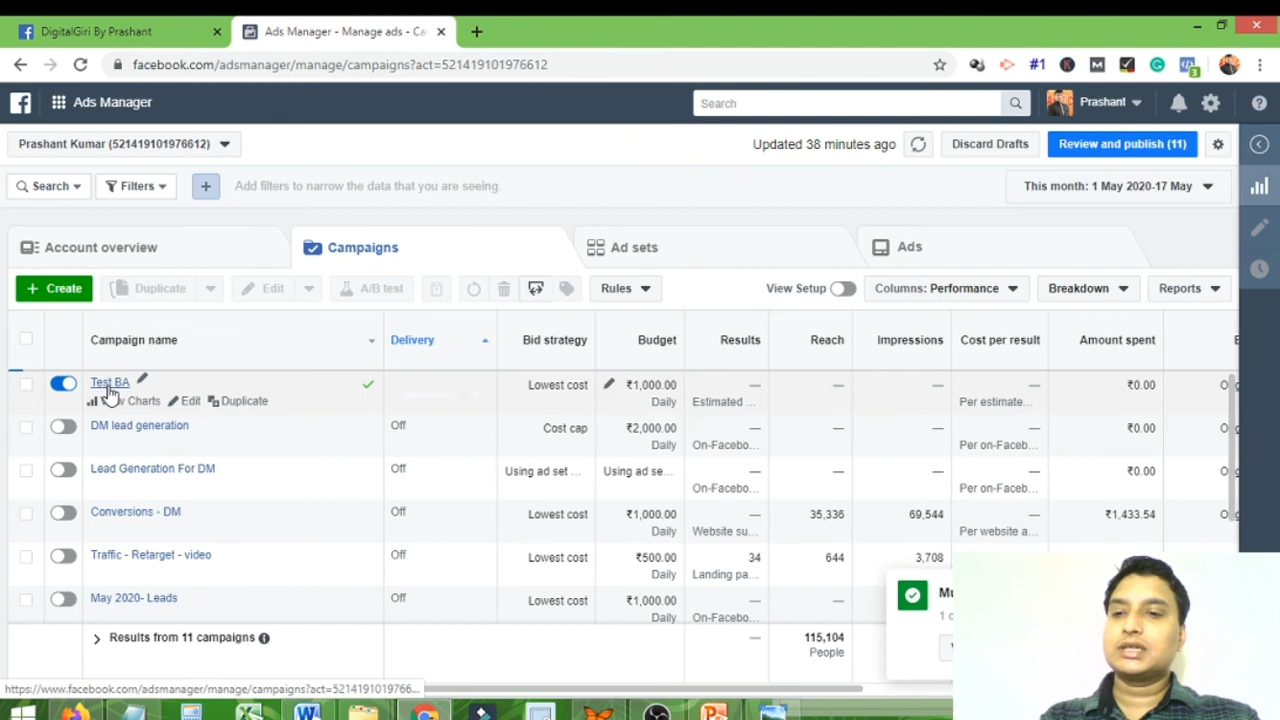 DigitalGiri By Prashant
Ads Manager - Manage ads - Ca
facebook.com/adsmanager/manage/campaigns?act=521419101976612
#1
3
Ads Manager
Search
Prashant
Prashant Kumar (521419101976612)
Updated 38 minutes ago
Discard Drafts
Review and publish (11)
Search
Filters
Add filters to narrow the data that you are seeing.
This month: 1 May 2020-17 May
Account overview
Campaigns
Ad sets
Ads
+ Create
Duplicate
Edit
A/B test
Rules
View Setup
Columns: Performance
Breakdown
Reports
Campaign name
Delivery
Bid strategy
Budget
Results
Reach
Impressions
Cost per result
Amount spent
E
Test BA
Lowest cost
₹1,000.00
—
—
—
—
₹0.00
Charts
Edit
Duplicate
Daily
Estimated ...
Per estimate...
DM lead generation
Off
Cost cap
₹2,000.00
—
—
—
—
₹0.00
Daily
On-Facebo...
Per on-Faceb...
Lead Generation For DM
Off
Using ad set ...
Using ad se...
—
—
—
—
₹0.00
On-Facebo...
Per on-Faceb...
Conversions - DM
Off
Lowest cost
₹1,000.00
—
35,336
69,544
—
₹1,433.54
Daily
Website su...
Per website a...
Traffic - Retarget - video
Off
Lowest cost
₹500.00
34
644
3,708
Daily
Landing pa...
May 2020- Leads
Off
Lowest cost
₹1,000.00
—
—
Daily
On-Facebo...
Results from 11 campaigns
—
115,104
People
https://www.facebook.com/adsmanager/manage/campaigns?act=5214191019766...